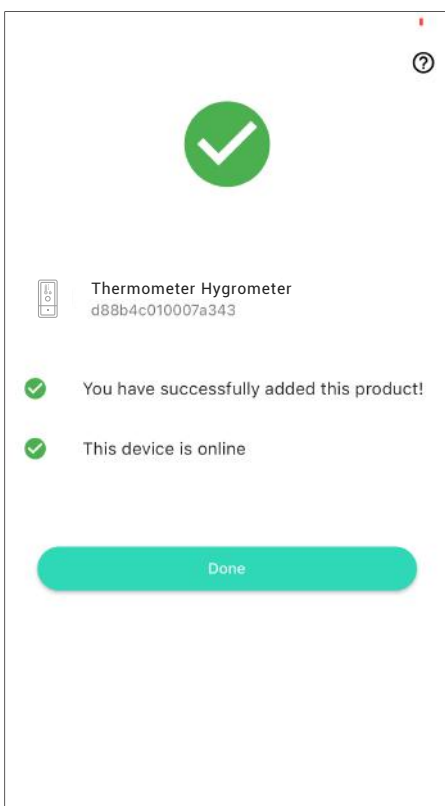 Thermometer Hygrometer
d88b4c010007a343
You have successfully added this product!
This device is online
Done